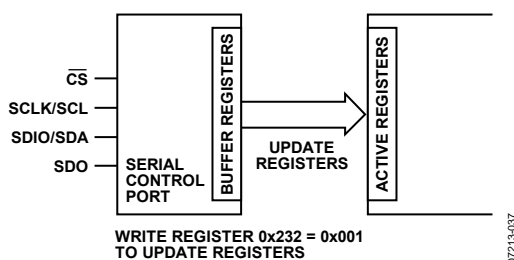 CS
SCLK/SCL
SDIO/SDA
SDO
SERIAL
CONTROL
PORT
BUFFER REGISTERS
UPDATE
REGISTERS
ACTIVE REGISTERS
WRITE REGISTER 0x232 = 0x001
TO UPDATE REGISTERS
07213-037